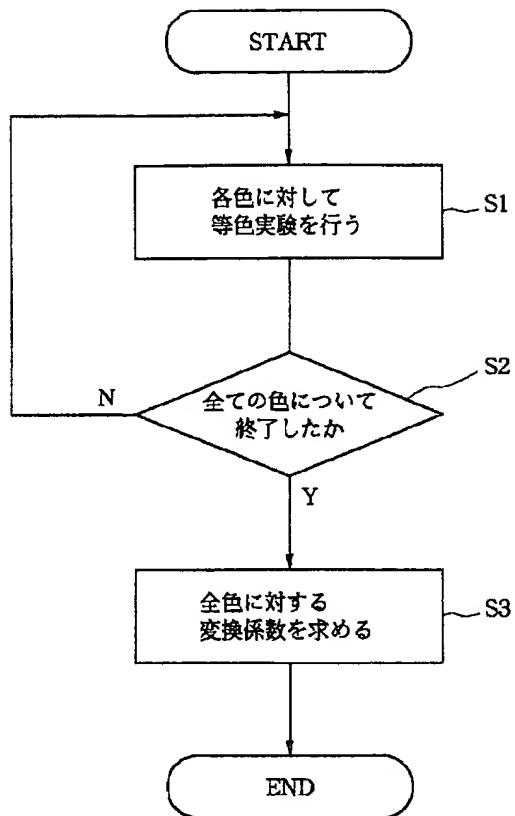 START
各色に対して
等色実験を行う
S1
S2
全ての色について
終了したか
N
Y
全色に対する
変換係数を求める
S3
END